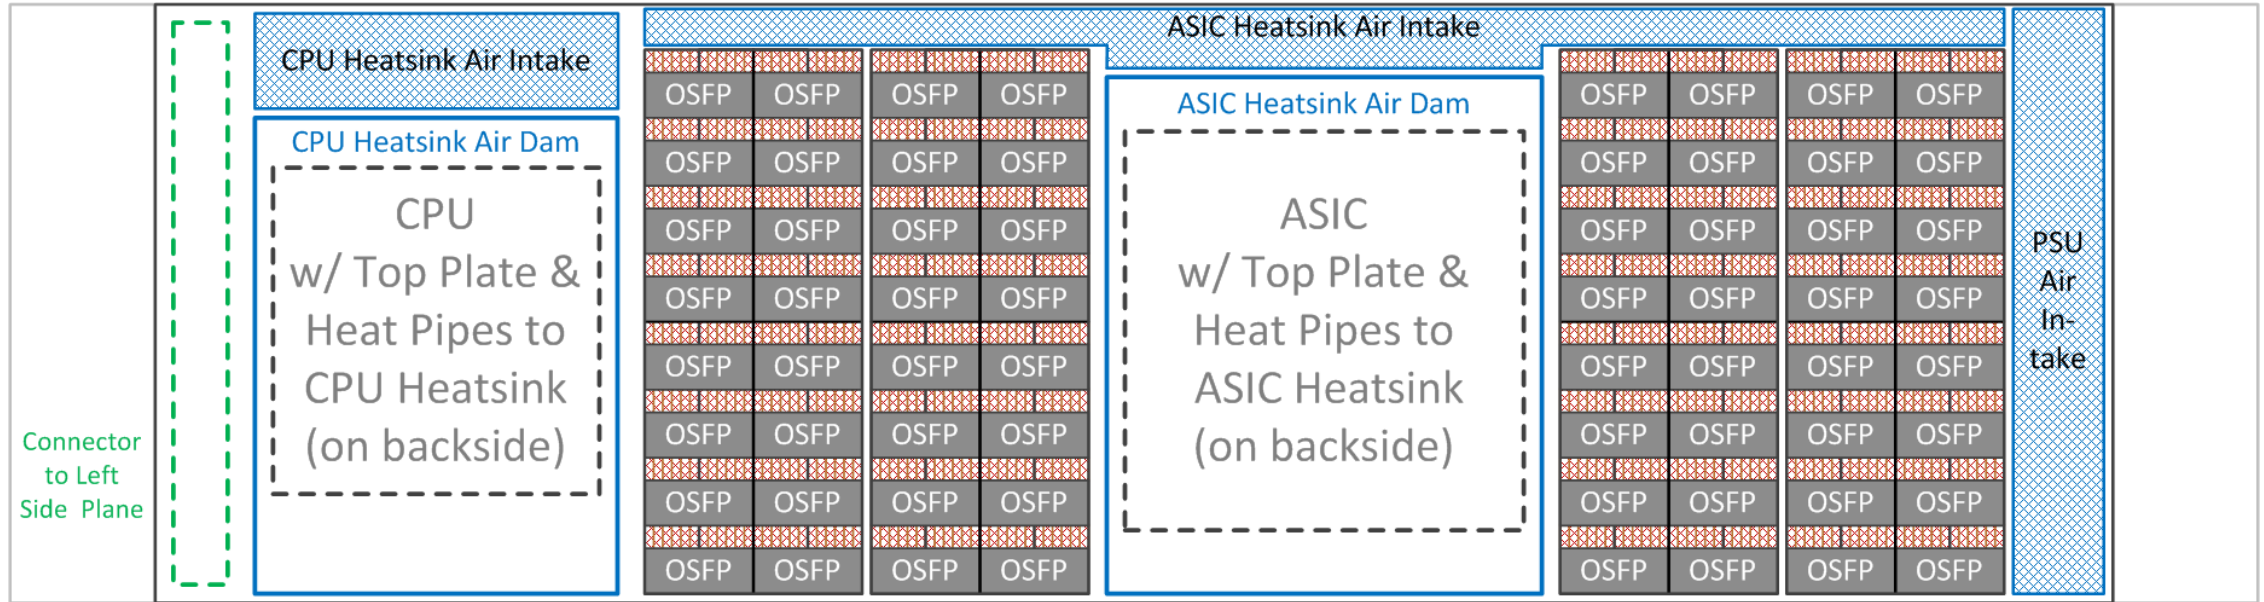 ASIC Heatsink Air Intake
CPU Heatsink Air Intake
CPU Heatsink Air Dam
CPU
w/ Top Plate &
Heat Pipes to
CPU Heatsink
(on backside)
Connector
to Left
Side Plane
OSFP OSFP OSFP OSFP
OSFP OSFP OSFP OSFP
OSFP OSFP OSFP OSFP
OSFP OSFP OSFP OSFP
OSFP OSFP OSFP OSFP
OSFP OSFP OSFP OSFP
OSFP OSFP OSFP OSFP
OSFP OSFP OSFP OSFP
ASIC Heatsink Air Dam
ASIC
w/ Top Plate &
Heat Pipes to
ASIC Heatsink
(on backside)
OSFP OSFP OSFP OSFP
OSFP OSFP OSFP OSFP
OSFP OSFP OSFP OSFP
OSFP OSFP OSFP OSFP
OSFP OSFP OSFP OSFP
OSFP OSFP OSFP OSFP
OSFP OSFP OSFP OSFP
OSFP OSFP OSFP OSFP
PSU
Air
In-
take